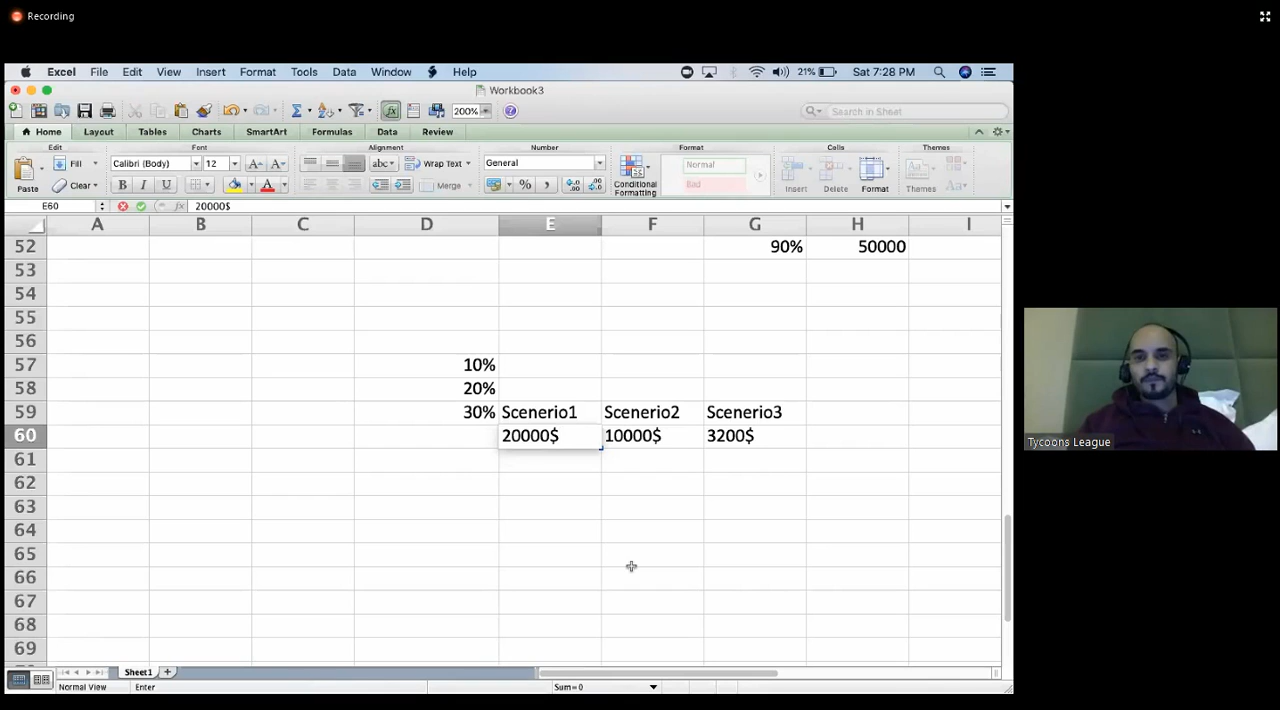 Recording
Excel File Edit View Insert Format Tools Data Window Help 21% Sat 7:28 PM
Workbook3
200% Search in Sheet
Home Layout Tables Charts SmartArt Formulas Data Review
Edit Font Alignment Number Format Cells Themes
Paste Fill Clear Calibri (Body) 12 A A B I U A abc Wrap Text Merge General % , Conditional Formatting Normal Bad Insert Delete Format Themes Aa
E60 fx 20000$
A B C D E F G H I
52 90% 50000
53
54
55
56
57 10%
58 20%
59 30% Scenerio1 Scenerio2 Scenerio3
60 20000$ 10000$ 3200$
61
62
63
64
65
66
67
68
69
Tycoons League
Sheet1
Normal View Enter Sum=0